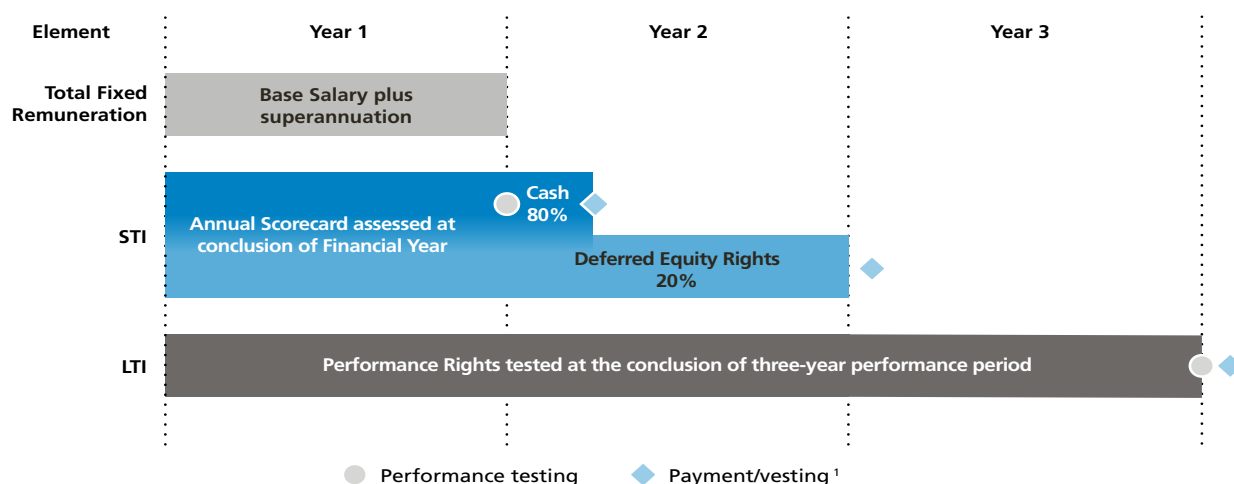 Element Year 1 Year 2 Year 3
Total Fixed
Remuneration
Base Salary plus
superannuation
STI
Annual Scorecard assessed at
conclusion of Financial Year
Cash
80%
Deferred Equity Rights
20%
LTI
Performance Rights tested at the conclusion of three-year performance period
Performance testing Payment/vesting ¹